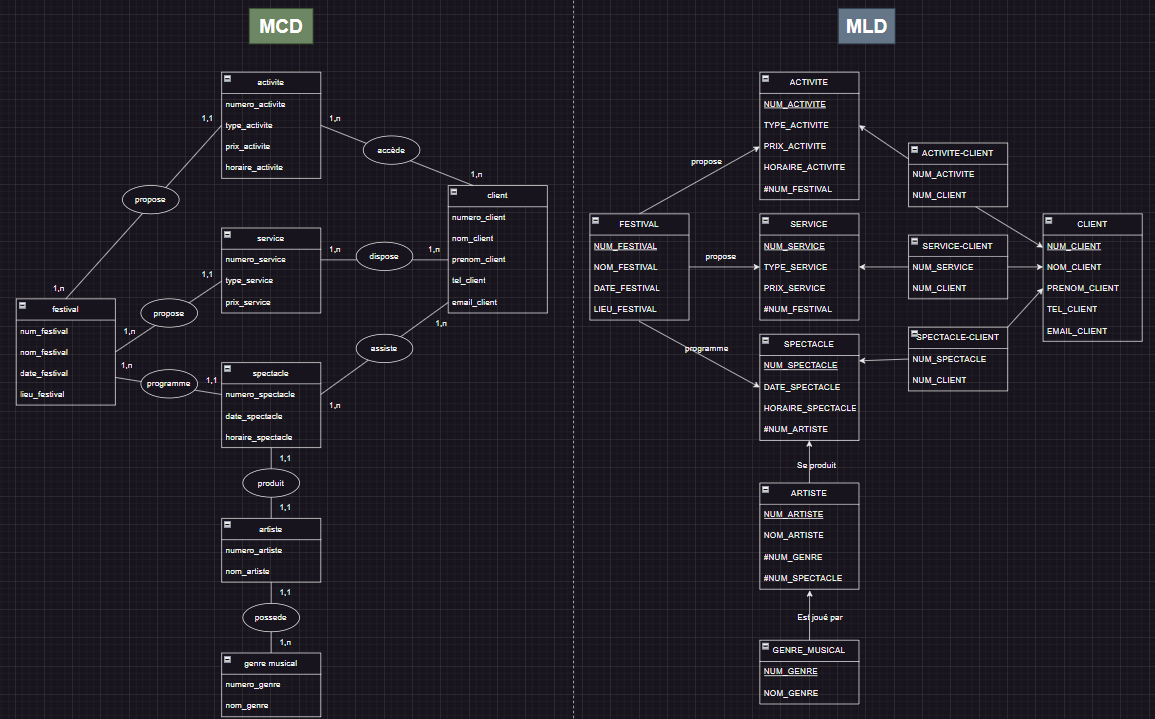 MCD
activite
numero_activite
type_activite
prix_activite
horaire_activite
1,1
1,n
accède
1,n
propose
client
numero_client
nom_client
prenom_client
tel_client
email_client
service
numero_service
type_service
prix_service
1,n
dispose
1,n
1,1
1,n
festival
num_festival
nom_festival
date_festival
lieu_festival
propose
1,n
1,n
assiste
1,n
programme
1,1
spectacle
numero_spectacle
date_spectacle
horaire_spectacle
1,n
1,1
produit
1,1
artiste
numero_artiste
nom_artiste
1,1
possede
1,n
genre musical
numero_genre
nom_genre
MLD
ACTIVITE
NUM_ACTIVITE
TYPE_ACTIVITE
PRIX_ACTIVITE
HORAIRE_ACTIVITE
#NUM_FESTIVAL
propose
ACTIVITE-CLIENT
NUM_ACTIVITE
NUM_CLIENT
FESTIVAL
NUM_FESTIVAL
NOM_FESTIVAL
DATE_FESTIVAL
LIEU_FESTIVAL
propose
SERVICE
NUM_SERVICE
TYPE_SERVICE
PRIX_SERVICE
#NUM_FESTIVAL
SERVICE-CLIENT
NUM_SERVICE
NUM_CLIENT
CLIENT
NUM_CLIENT
NOM_CLIENT
PRENOM_CLIENT
TEL_CLIENT
EMAIL_CLIENT
programme
SPECTACLE
NUM_SPECTACLE
DATE_SPECTACLE
HORAIRE_SPECTACLE
#NUM_ARTISTE
SPECTACLE-CLIENT
NUM_SPECTACLE
NUM_CLIENT
Se produit
ARTISTE
NUM_ARTISTE
NOM_ARTISTE
#NUM_GENRE
#NUM_SPECTACLE
Est joué par
GENRE_MUSICAL
NUM_GENRE
NOM_GENRE